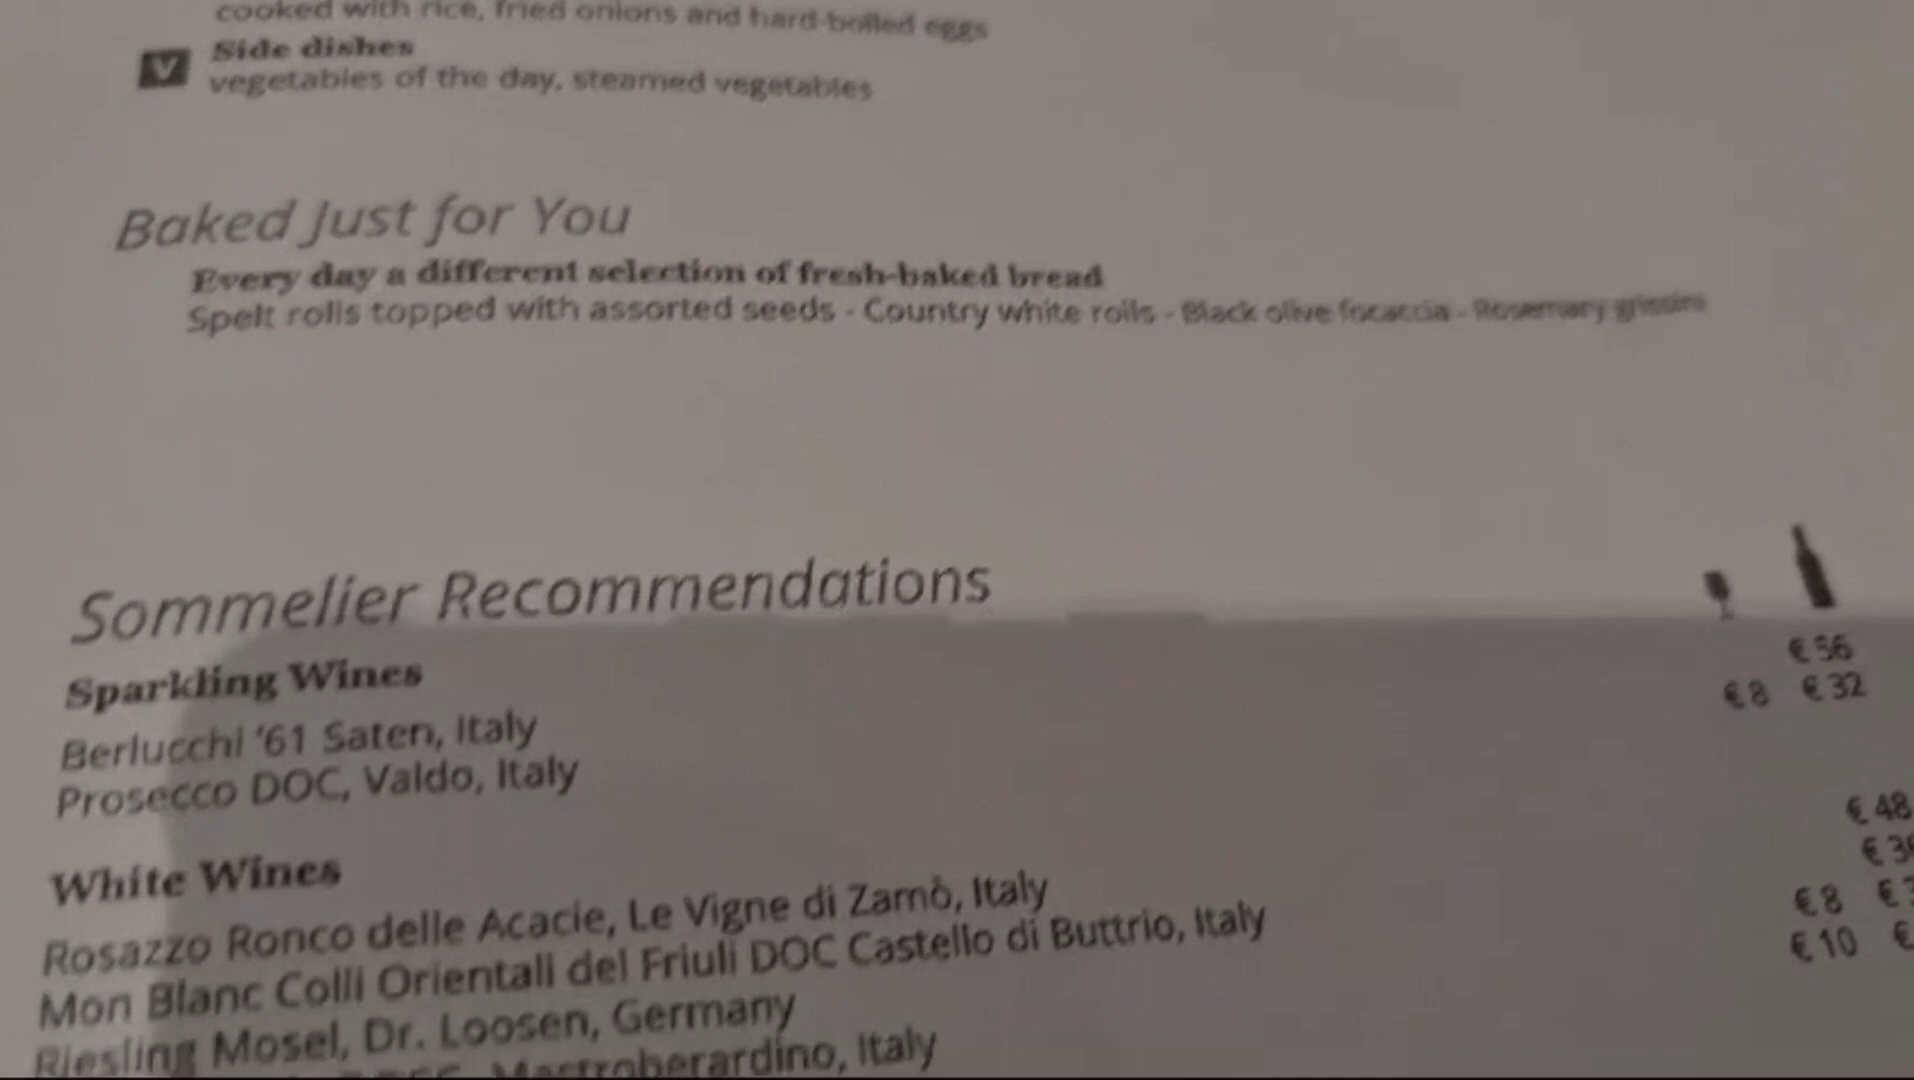 cooked with rice, fried onions and hard-boiled eggs
V Side dishes
vegetables of the day, steamed vegetables
Baked Just for You
Every day a different selection of fresh-baked bread
Spelt rolls topped with assorted seeds - Country white rolls - Black olive focaccia - Rosemary grissini
Sommelier Recommendations
Sparkling Wines
Berlucchi '61 Saten, Italy € 56
Prosecco DOC, Valdo, Italy € 8 € 32
White Wines
Rosazzo Ronco delle Acacie, Le Vigne di Zamò, Italy € 48
Mon Blanc Colli Orientali del Friuli DOC Castello di Buttrio, Italy €
Riesling Mosel, Dr. Loosen, Germany € 8 €
Mastroberardino, Italy € 10 €